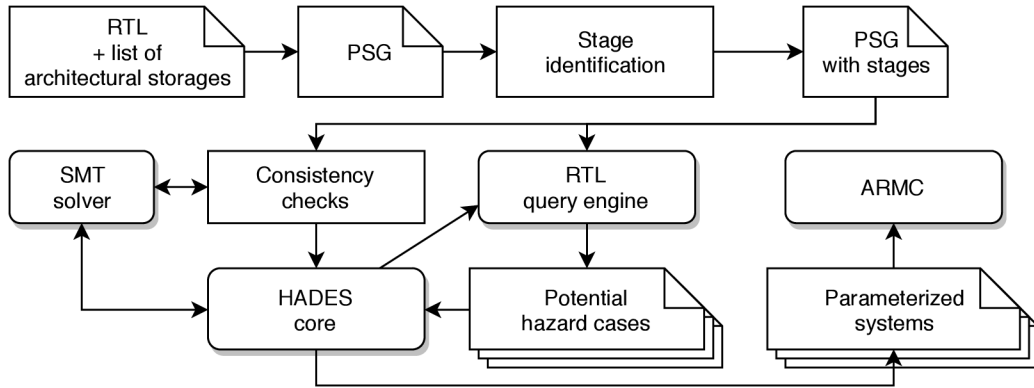 RTL
+ list of
architectural storages
PSG
Stage
identification
PSG
with stages
SMT
solver
Consistency
checks
RTL
query engine
ARMC
HADES
core
Potential
hazard cases
Parameterized
systems